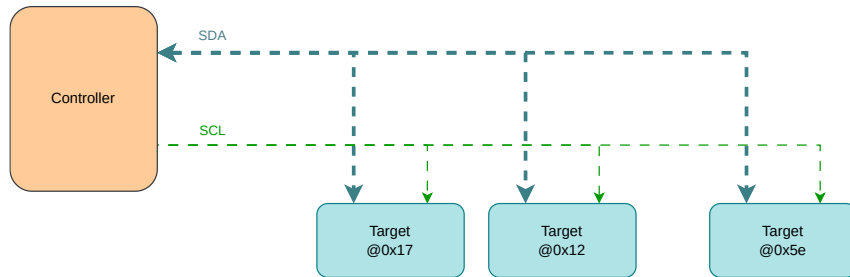 SDA
Controller
SCL
Target
@0x17
Target
@0x12
Target
@0x5e